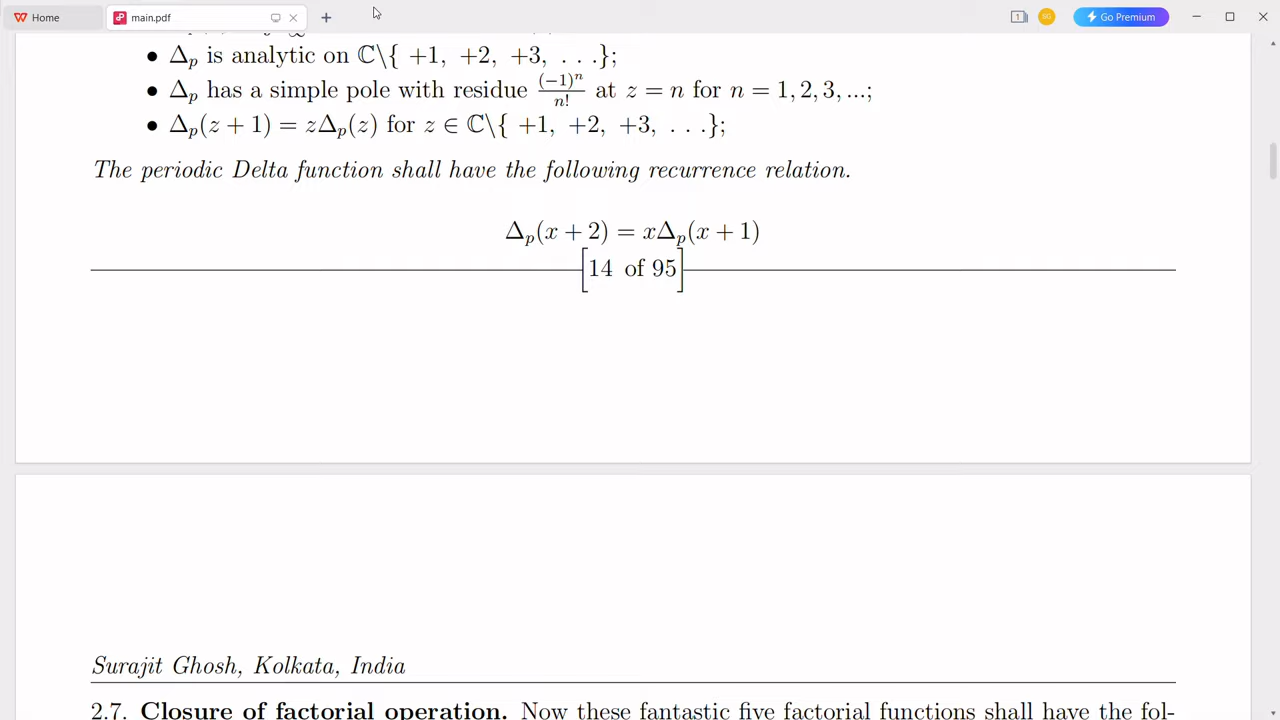 Home
main.pdf
1
SG
Go Premium
• Δ_p is analytic on ℂ\{ +1, +2, +3, . . .};
• Δ_p has a simple pole with residue (−1)^n/n! at z = n for n = 1, 2, 3, ...;
• Δ_p(z + 1) = zΔ_p(z) for z ∈ ℂ\{ +1, +2, +3, . . .};
The periodic Delta function shall have the following recurrence relation.
Δ_p(x + 2) = xΔ_p(x + 1)
[14 of 95]
Surajit Ghosh, Kolkata, India
2.7. Closure of factorial operation. Now these fantastic five factorial functions shall have the fol-